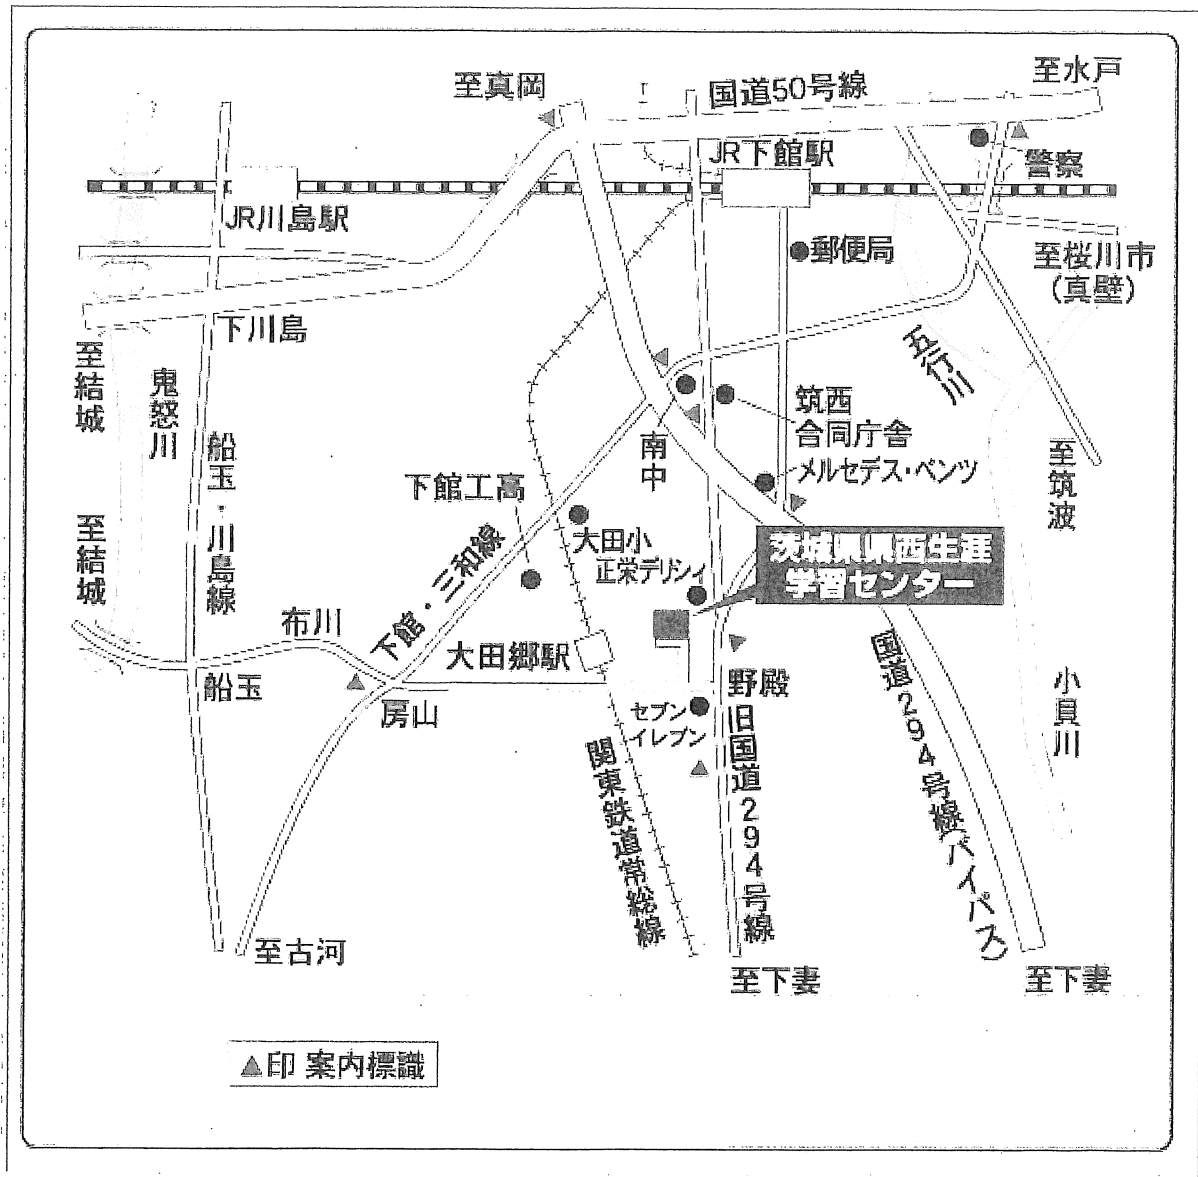 至真岡
国道50号線
至水戸
JR下館駅
警察
JR川島駅
郵便局
至桜川市
(真壁)
下川島
至結城
鬼怒川
五行川
筑西
合同庁舎
南中
メルセデス・ベンツ
船玉・川島線
下館工高
至筑波
至結城
大田小
正栄デリシィ
下館・三和線
茨城県県西生涯
学習センター
布川
大田郷駅
船玉
房山
野殿
国道294号線(バイパス)
小貝川
セブン
イレブン
旧国道294号線
関東鉄道常総線
至古河
至下妻
至下妻
▲印 案内標識